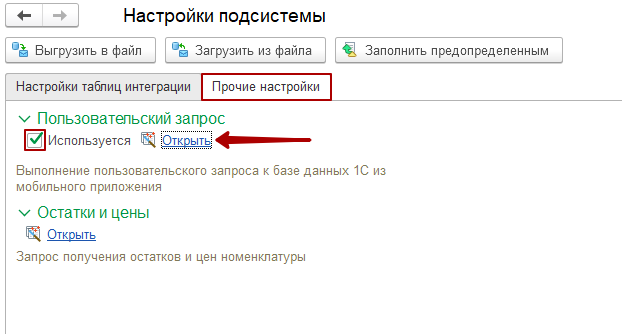 Настройки подсистемы
Выгрузить в файл Загрузить из файла Заполнить предопределенным
Настройки таблиц интеграции Прочие настройки
Пользовательский запрос
Используется Открыть
Выполнение пользовательского запроса к базе данных 1С из
мобильного приложения
Остатки и цены
Открыть
Запрос получения остатков и цен номенклатуры